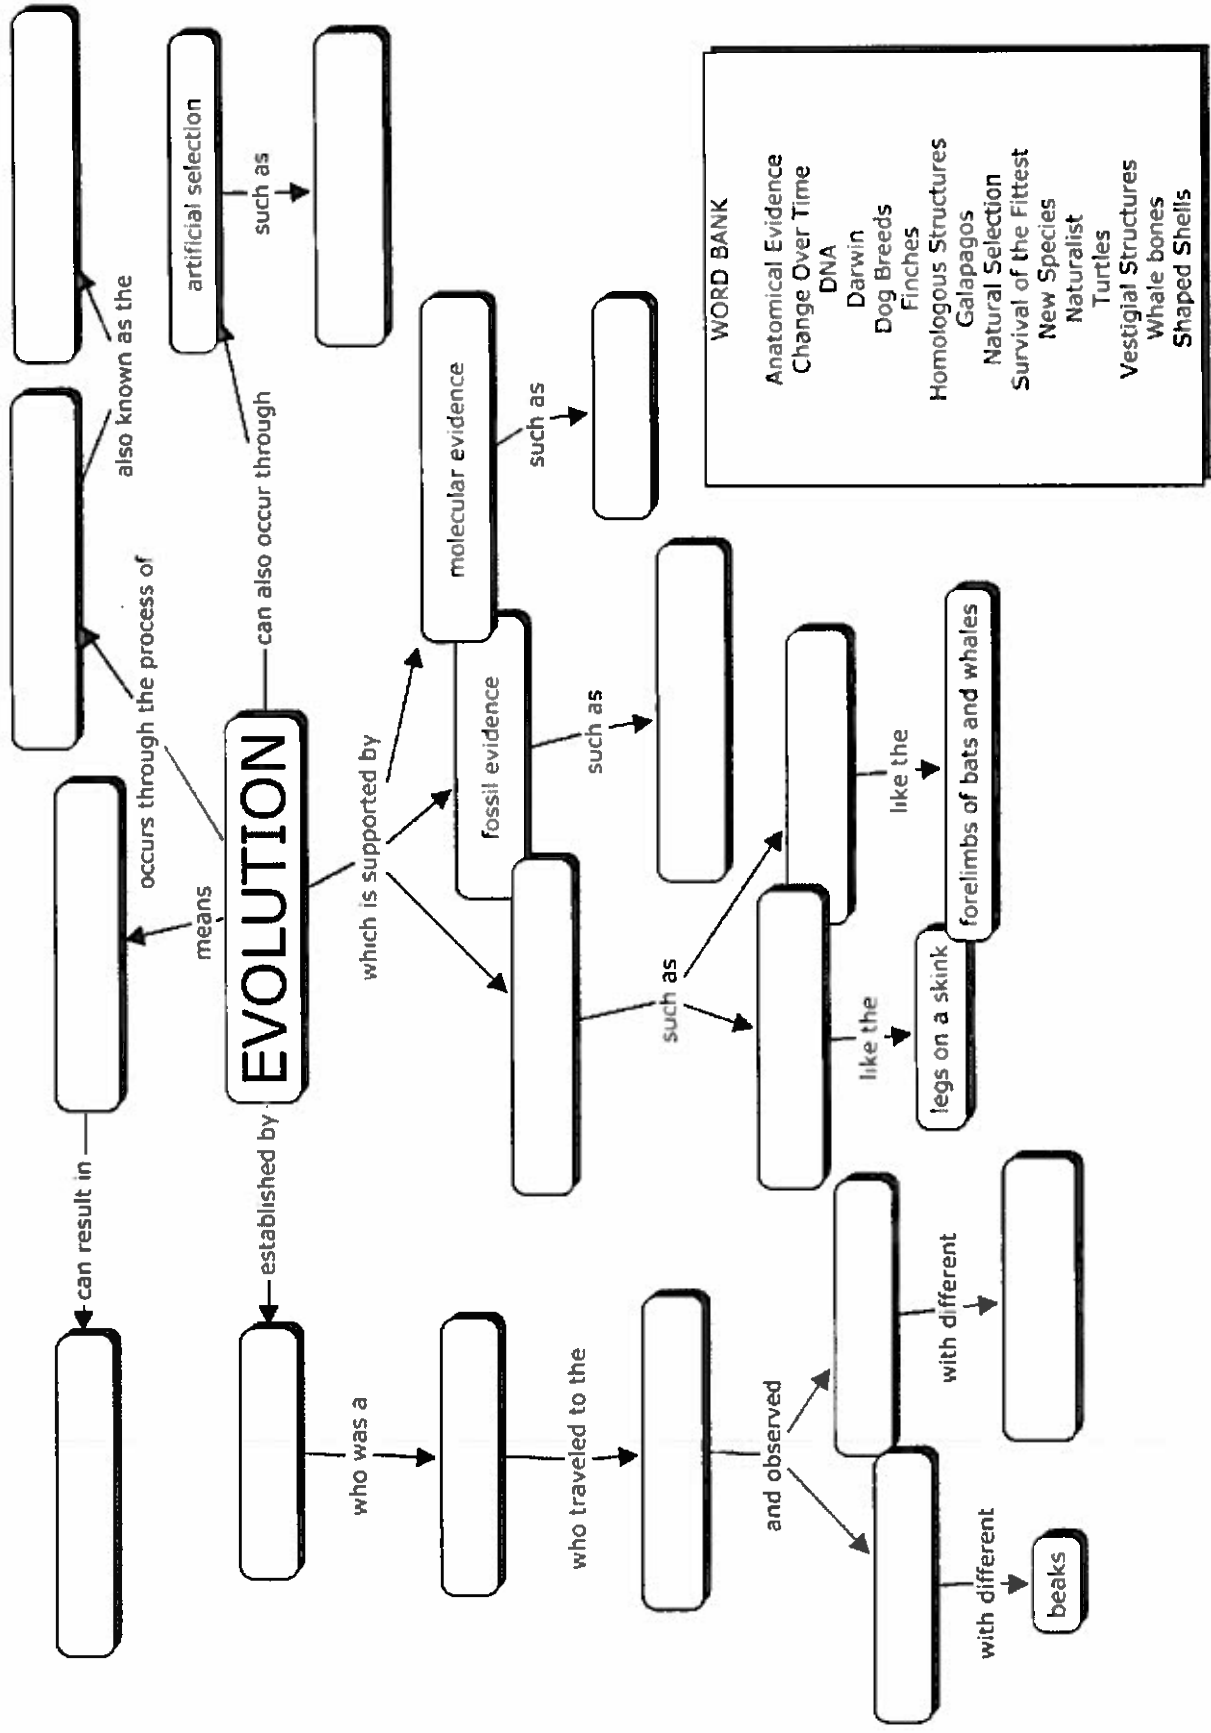 can result in
means
occurs through the process of
also known as the
EVOLUTION
established by
can also occur through
artificial selection
such as
which is supported by
fossil evidence
molecular evidence
such as
such as
such as
like the
like the
legs on a skink
forelimbs of bats and whales
who was a
who traveled to the
and observed
with different
with different
beaks
WORD BANK
Anatomical Evidence
Change Over Time
DNA
Darwin
Dog Breeds
Finches
Homologous Structures
Galapagos
Natural Selection
Survival of the Fittest
New Species
Naturalist
Turtles
Vestigial Structures
Whale bones
Shaped Shells